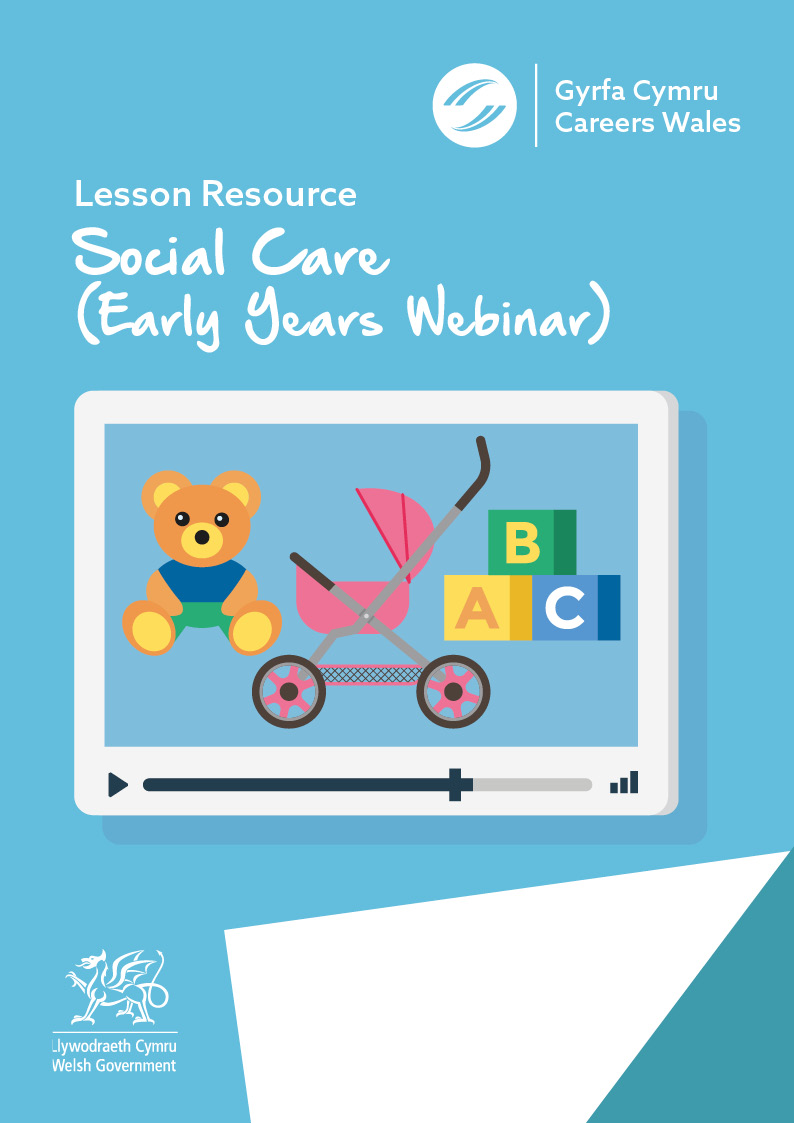 Gyrfa Cymru
Careers Wales
Lesson Resource
Social Care
(Early Years Webinar)
B
A C
Llywodraeth Cymru
Welsh Government